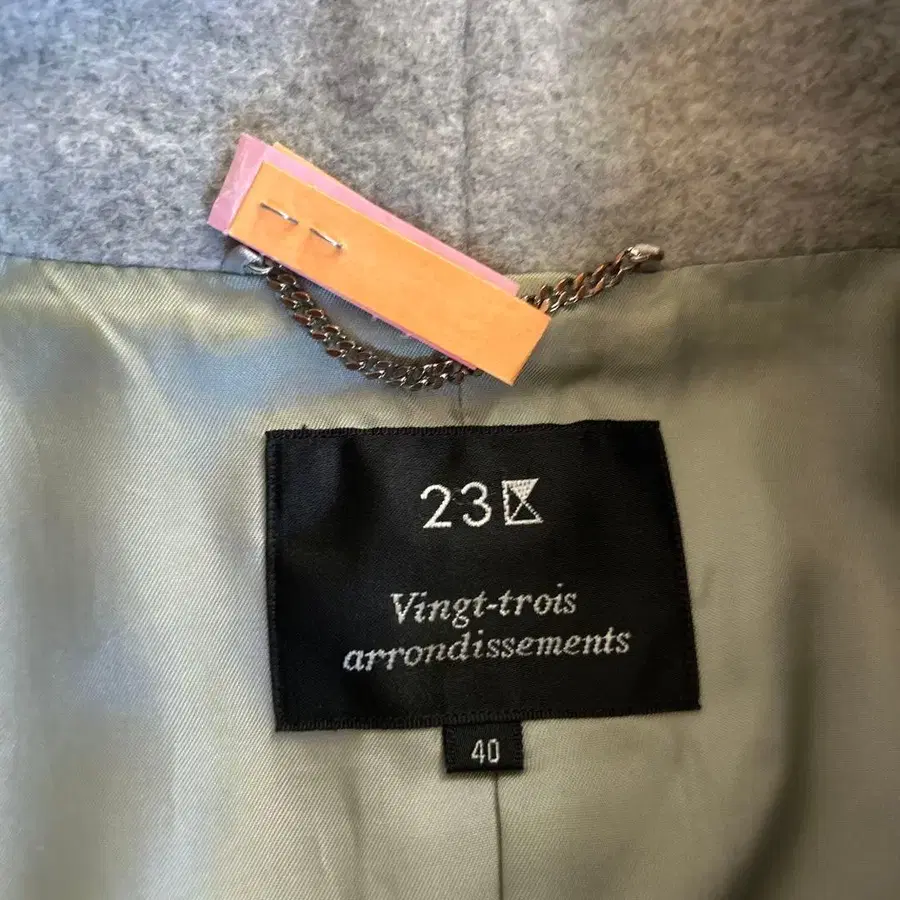 23区
Vingt-trois
arrondissements
40